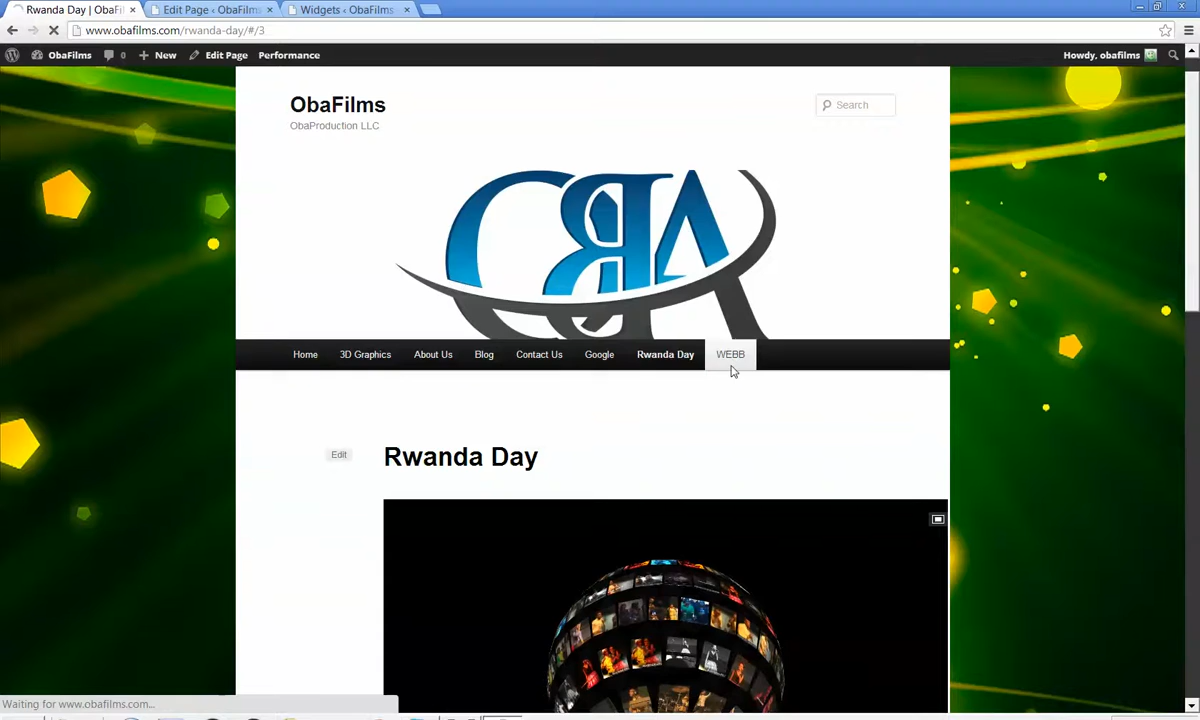 Rwanda Day | ObaFil
Edit Page ‹ ObaFilms
Widgets ‹ ObaFilms
www.obafilms.com/rwanda-day/#/3
ObaFilms 0 New Edit Page Performance Howdy, obafilms
ObaFilms
Search
ObaProduction LLC
OBA
Home 3D Graphics About Us Blog Contact Us Google Rwanda Day WEBB
Edit
Rwanda Day
Waiting for www.obafilms.com...